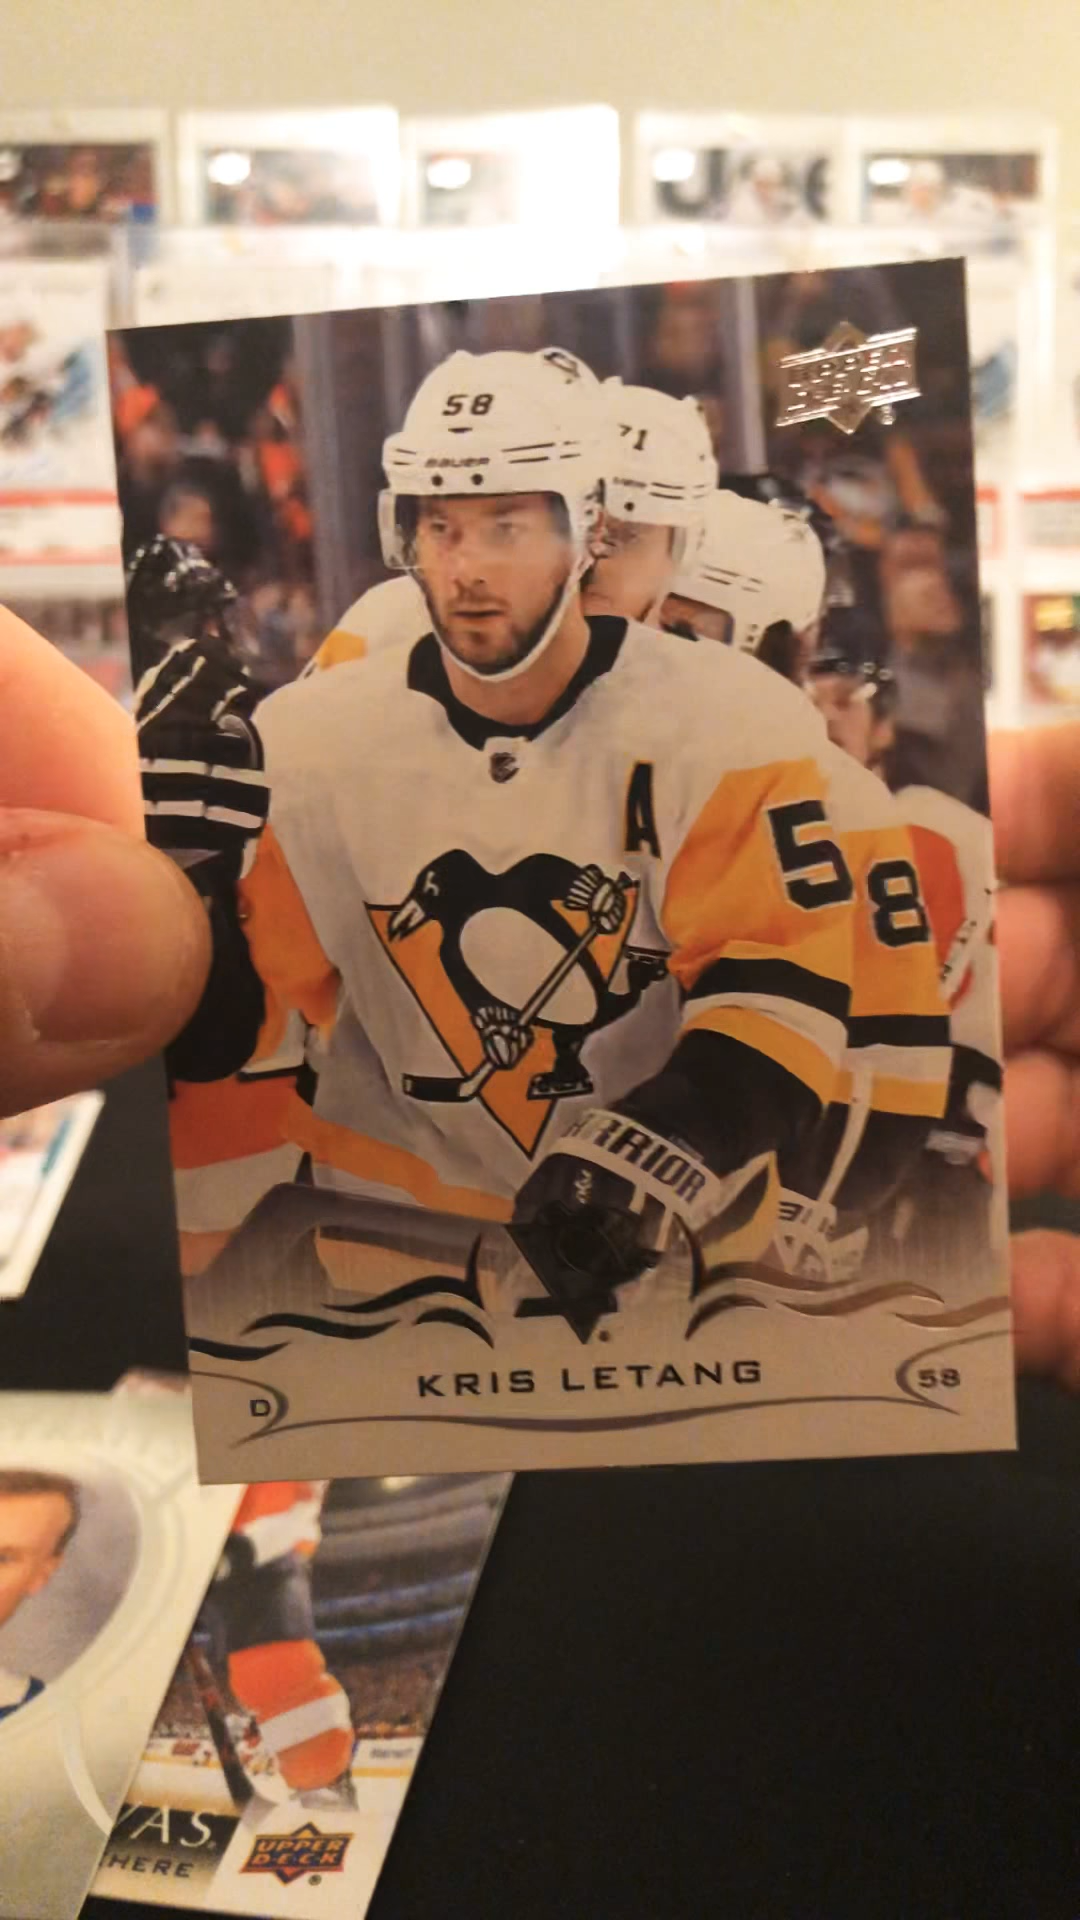 UPPER DECK
58
BAUER
71
A
58
WARRIOR
KRIS LETANG
D
58
VAS
HERE
UPPER
DECK